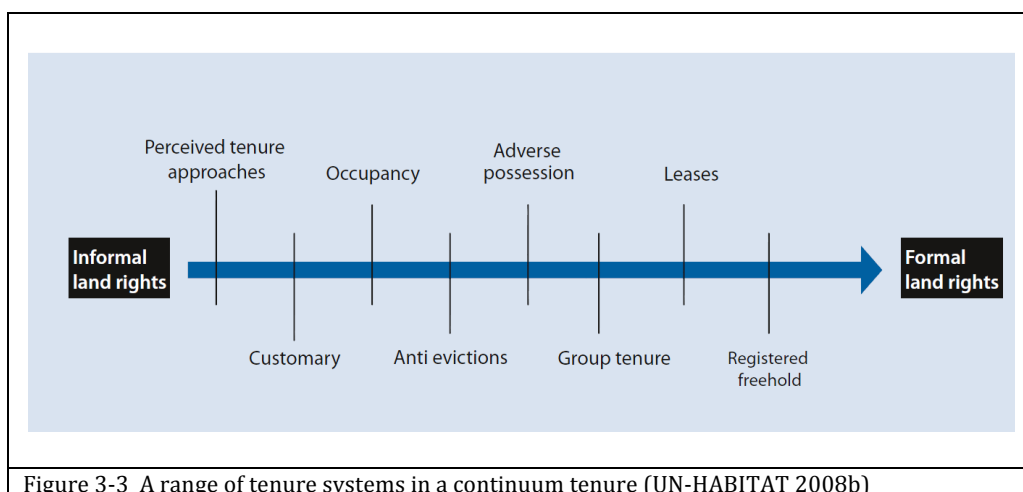 Perceived tenure
approaches
Occupancy
Adverse
possession
Leases
Informal
land rights
Formal
land rights
Customary
Anti evictions
Group tenure
Registered
freehold
Figure 3-3 A range of tenure systems in a continuum tenure (UN-HABITAT 2008b)